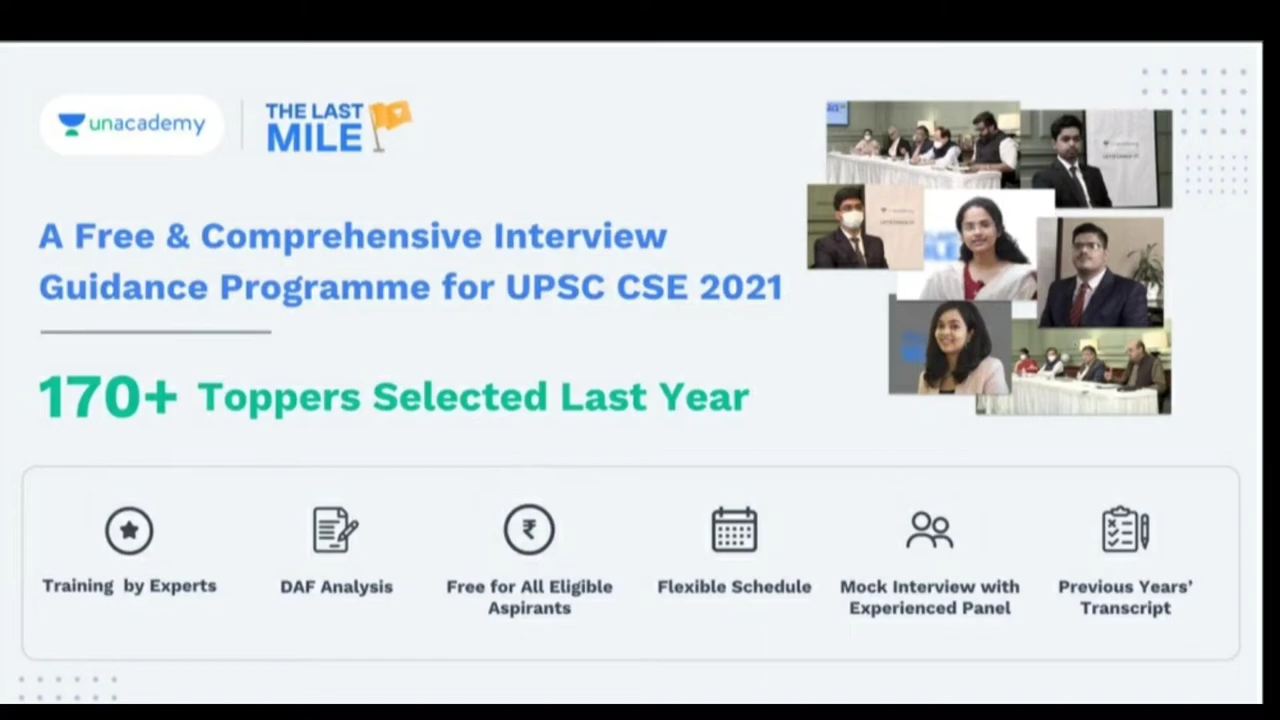 unacademy
THE LAST
MILE
A Free & Comprehensive Interview
Guidance Programme for UPSC CSE 2021
170+ Toppers Selected Last Year
Training by Experts
DAF Analysis
Free for All Eligible
Aspirants
Flexible Schedule
Mock Interview with
Experienced Panel
Previous Years'
Transcript